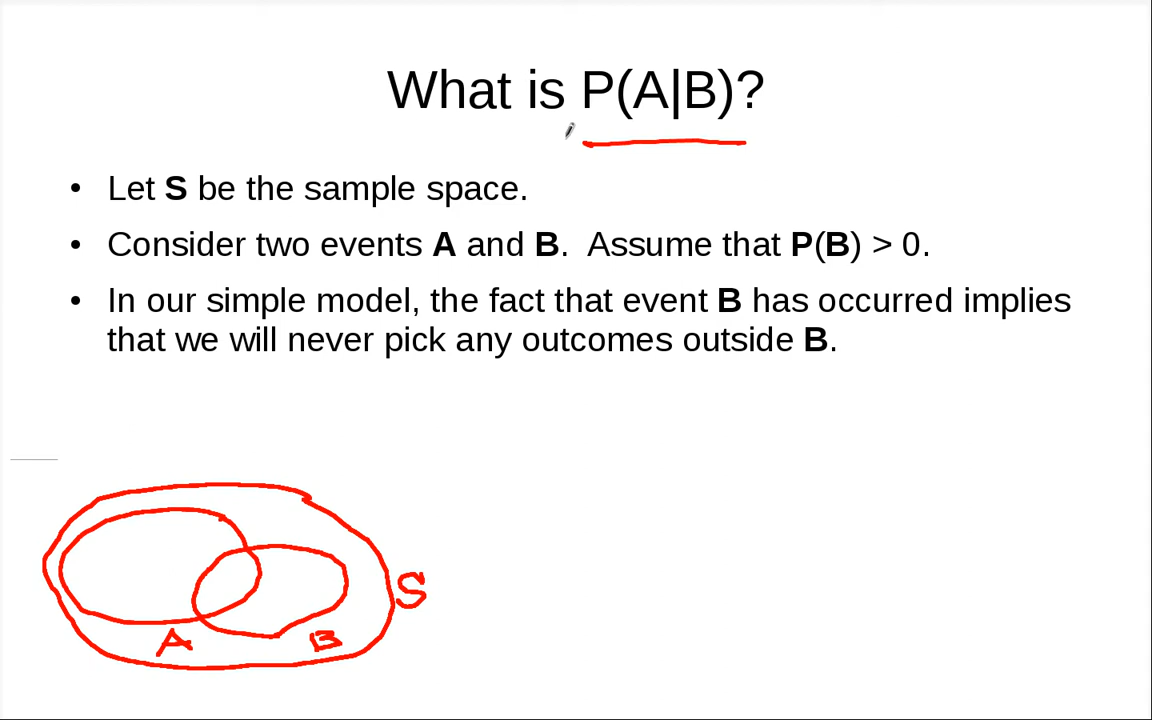 What is P(A|B)?
• Let S be the sample space.
• Consider two events A and B. Assume that P(B) > 0.
• In our simple model, the fact that event B has occurred implies
that we will never pick any outcomes outside B.
S
A B